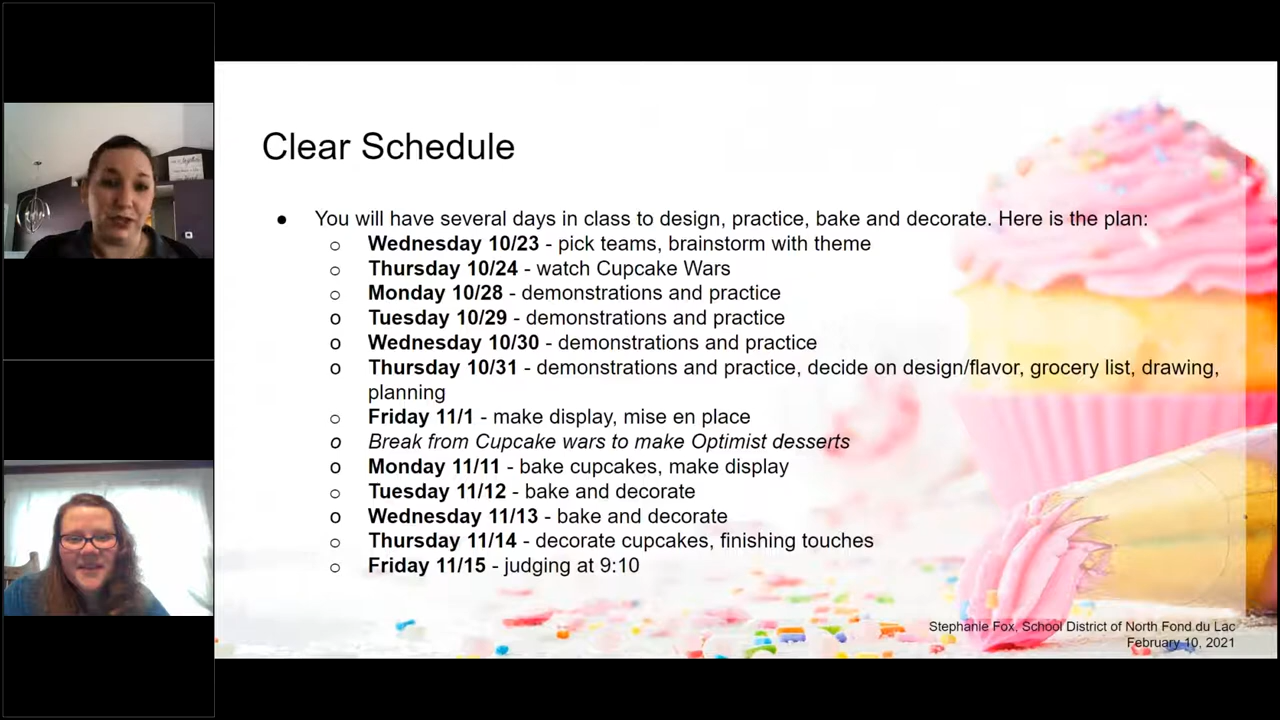 Clear Schedule
● You will have several days in class to design, practice, bake and decorate. Here is the plan:
○ Wednesday 10/23 - pick teams, brainstorm with theme
○ Thursday 10/24 - watch Cupcake Wars
○ Monday 10/28 - demonstrations and practice
○ Tuesday 10/29 - demonstrations and practice
○ Wednesday 10/30 - demonstrations and practice
○ Thursday 10/31 - demonstrations and practice, decide on design/flavor, grocery list, drawing,
planning
○ Friday 11/1 - make display, mise en place
○ Break from Cupcake wars to make Optimist desserts
○ Monday 11/11 - bake cupcakes, make display
○ Tuesday 11/12 - bake and decorate
○ Wednesday 11/13 - bake and decorate
○ Thursday 11/14 - decorate cupcakes, finishing touches
○ Friday 11/15 - judging at 9:10
Stephanie Fox, School District of North Fond du Lac
February 10, 2021